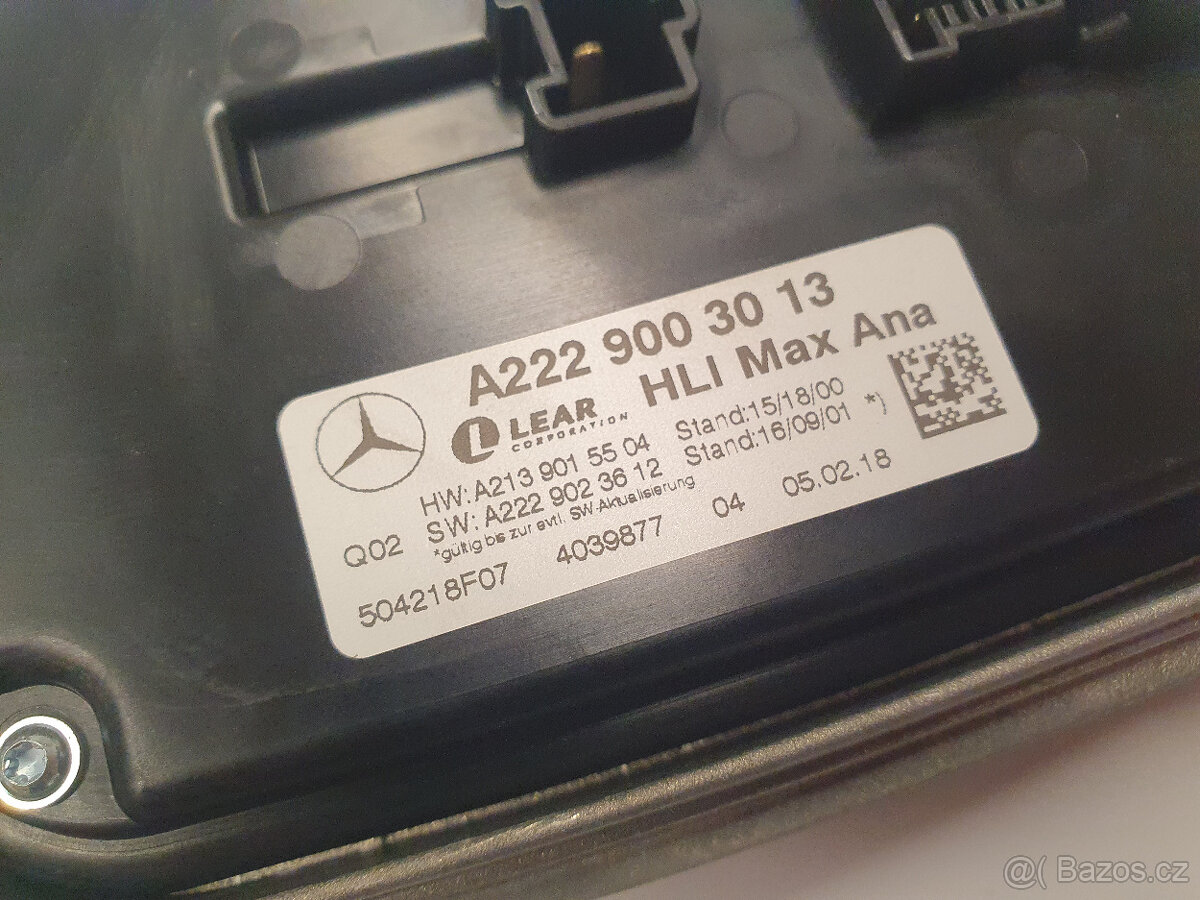 A222 900 30 13
LEAR HLI Max Ana
CORPORATION
HW: A213 901 55 04 Stand:15/18/00
SW: A222 902 36 12 Stand:16/09/01 *)
*gültig bis zur evtl. SW-Aktualisierung
Q02
504218F07 4039877 04 05.02.18
@( Bazos.cz